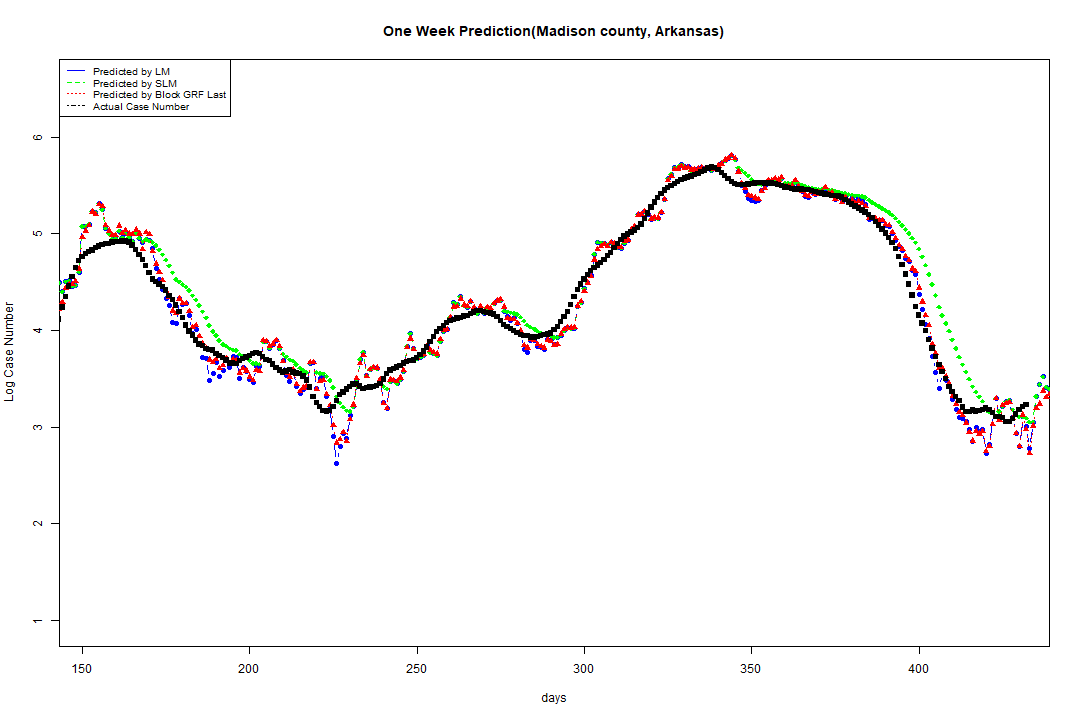 One Week Prediction(Madison county, Arkansas)
Predicted by LM
Predicted by SLM
Predicted by Block GRF Last
Actual Case Number
Log Case Number
6
5
4
3
2
1
150 200 250 300 350 400
days